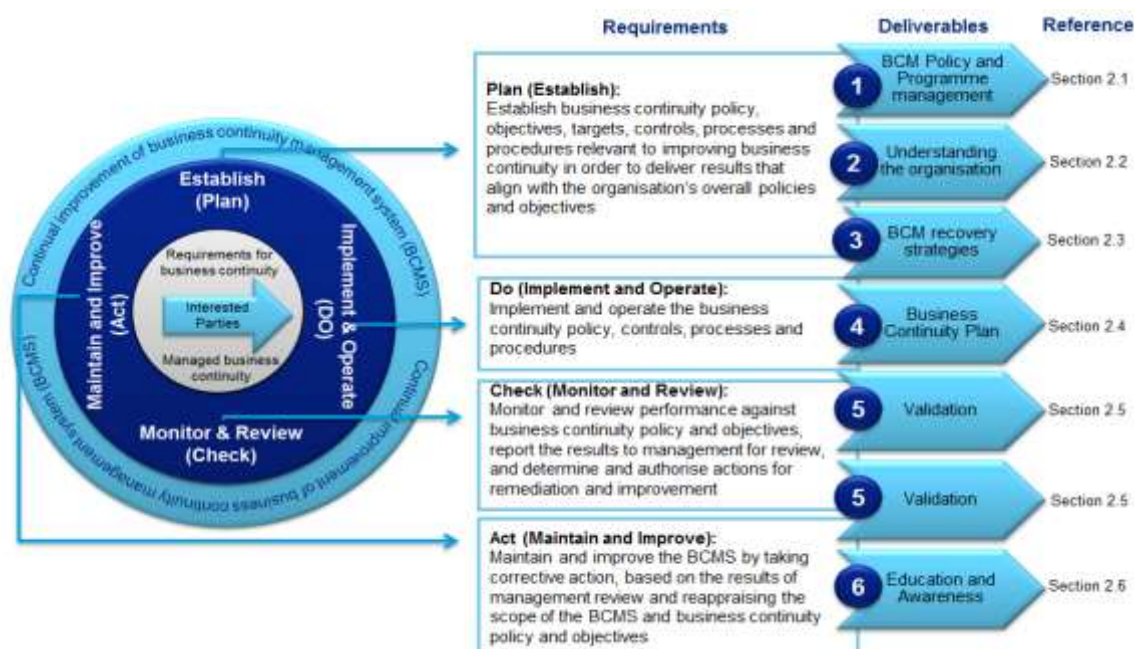 Requirements
Deliverables
Reference
Continual improvement of business continuity management system (BCMS)
Continual improvement of business continuity management system (BCMS)
Establish
(Plan)
Implement & Operate
(DO)
Monitor & Review
(Check)
Maintain and Improve
(Act)
Requirements for
business continuity
Interested
Parties
Managed business
continuity
Plan (Establish):
Establish business continuity policy,
objectives, targets, controls, processes and
procedures relevant to improving business
continuity in order to deliver results that
align with the organisation's overall policies
and objectives
1
BCM Policy and
Programme
management
Section 2.1
2
Understanding
the organisation
Section 2.2
3
BCM recovery
strategies
Section 2.3
Do (Implement and Operate):
Implement and operate the business
continuity policy, controls, processes and
procedures
4
Business
Continuity Plan
Section 2.4
Check (Monitor and Review):
Monitor and review performance against
business continuity policy and objectives,
report the results to management for review,
and determine and authorise actions for
remediation and improvement
5
Validation
Section 2.5
5
Validation
Section 2.5
Act (Maintain and Improve):
Maintain and improve the BCMS by taking
corrective action, based on the results of
management review and reappraising the
scope of the BCMS and business continuity
policy and objectives
6
Education and
Awareness
Section 2.6